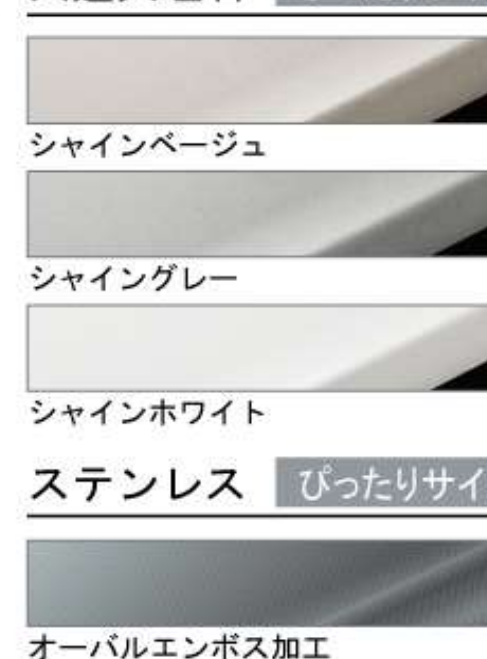 シャインベージュ
シャイングレー
シャインホワイト
ステンレス ぴったりサイ
オーバルエンボス加工